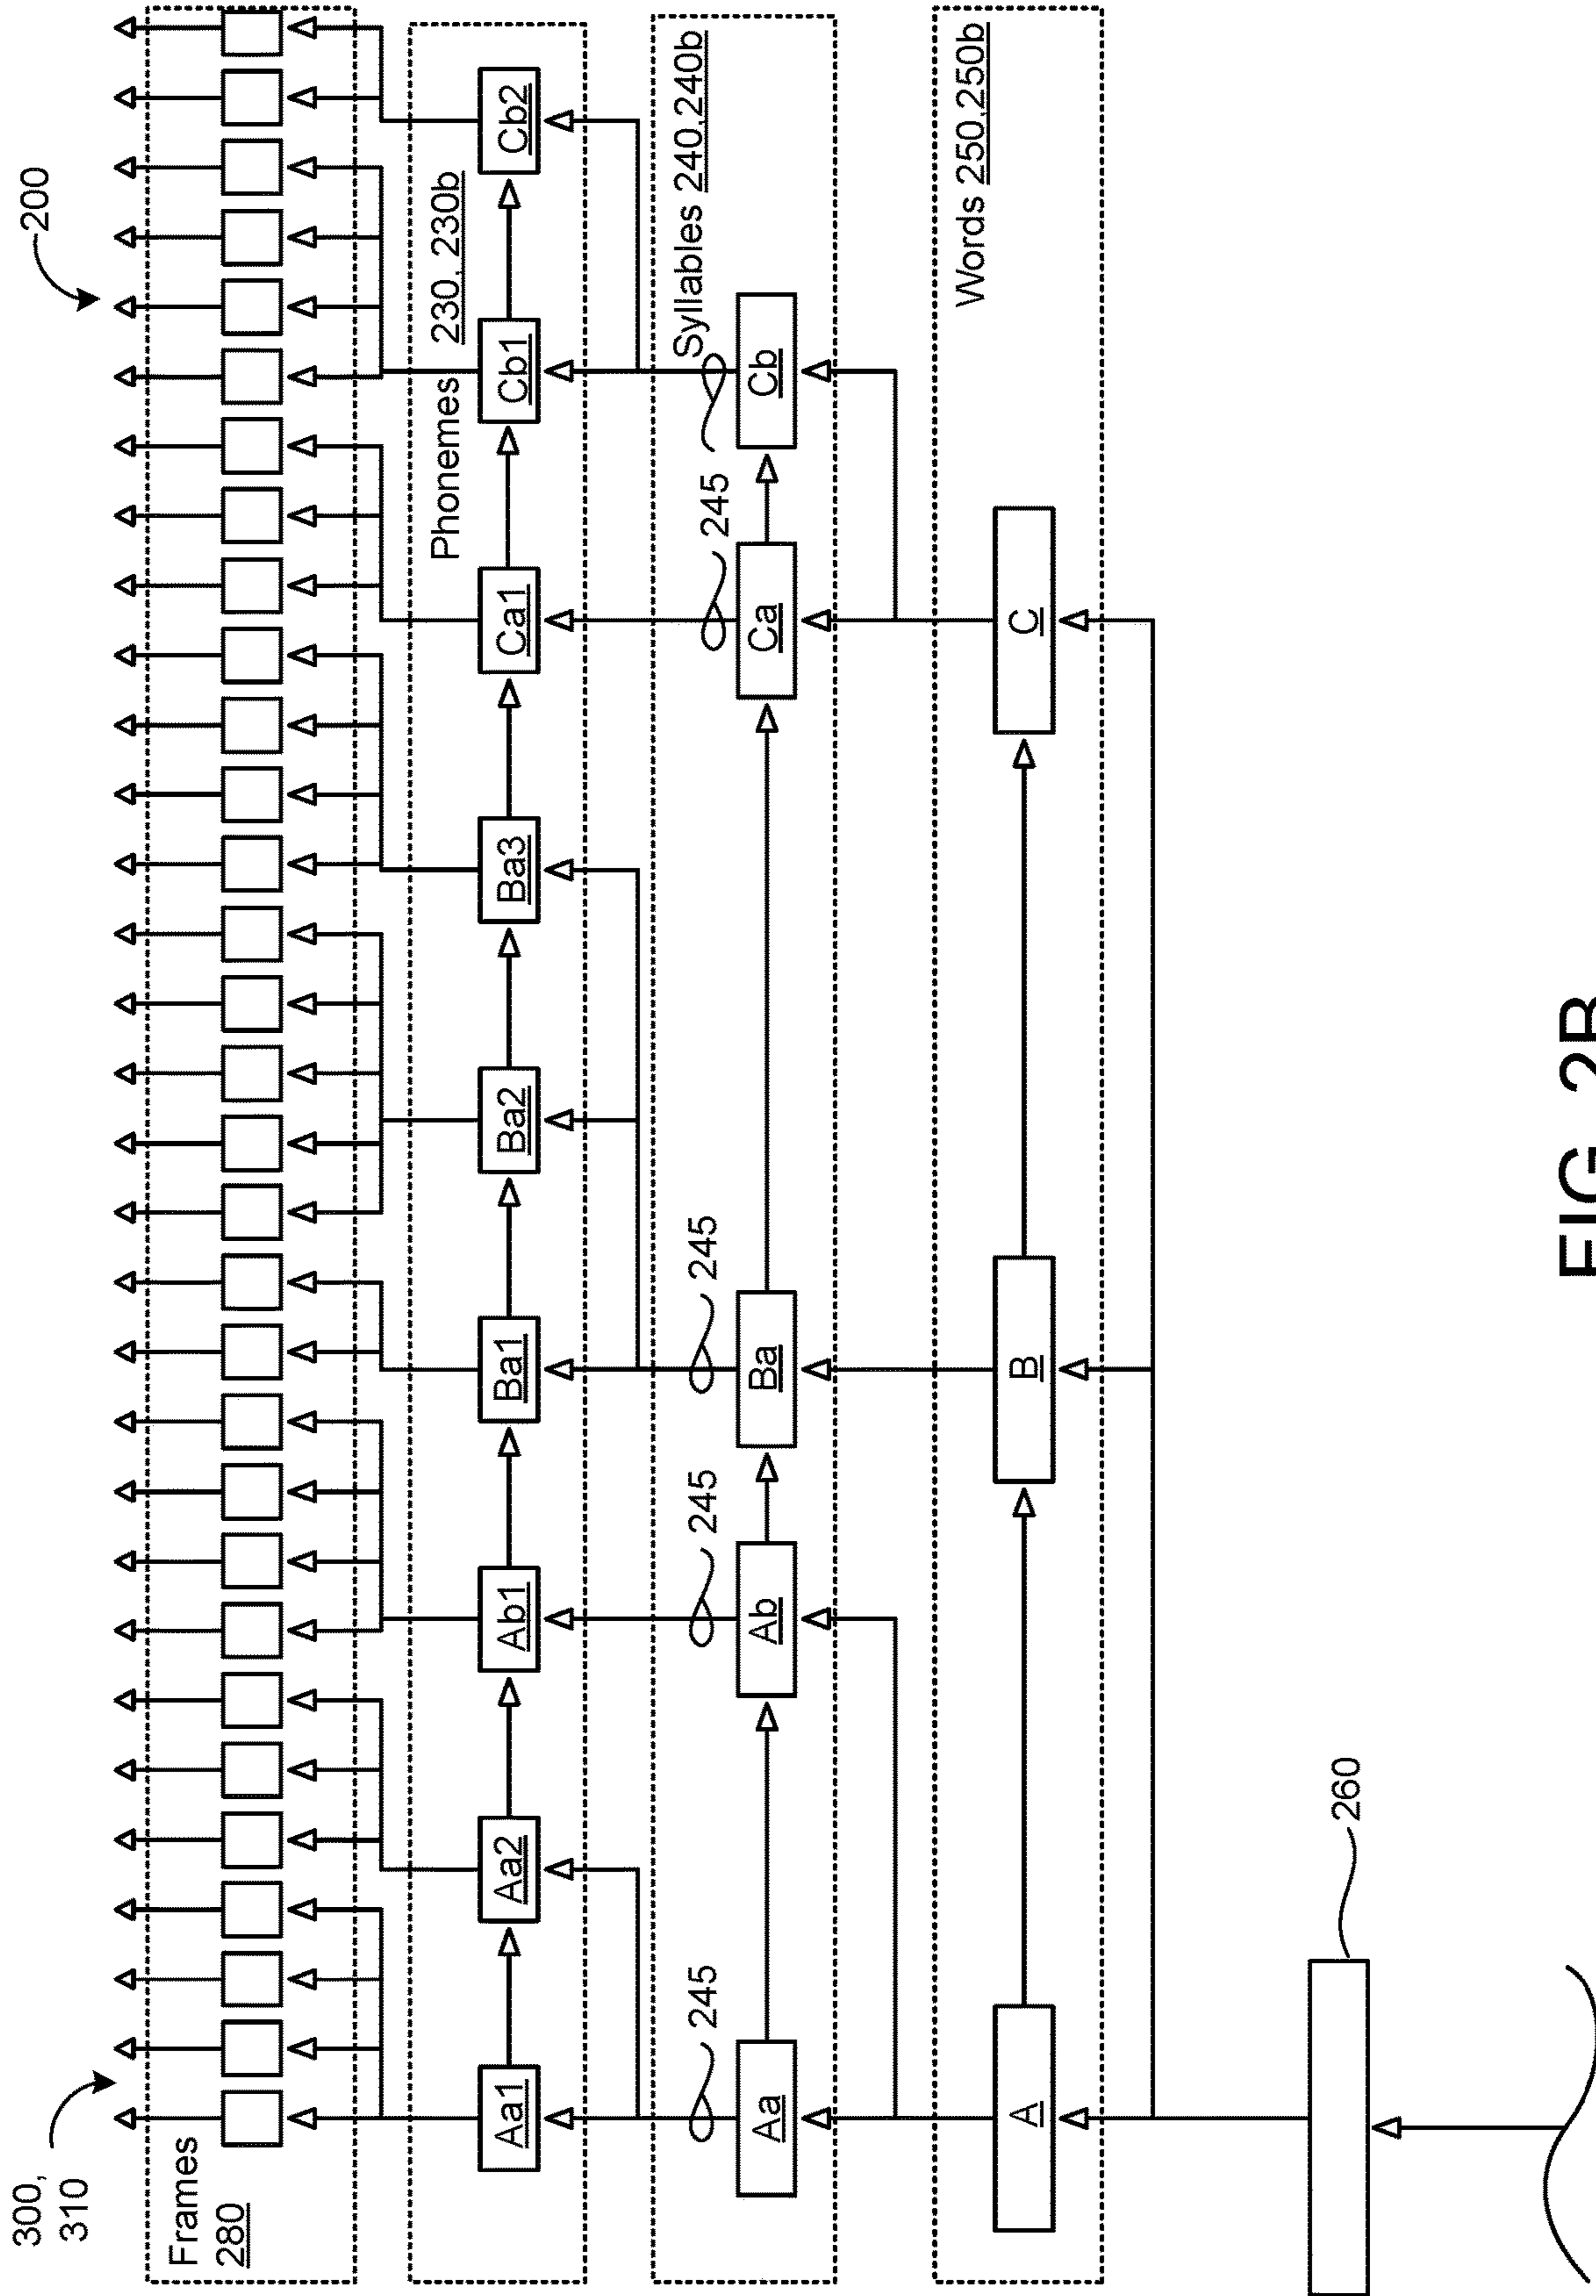 300,
310
200
Frames
280
Phonemes 230, 230b
Aa1
Aa2
Ab1
Ba1
Ba2
Ba3
Ca1
Cb1
Cb2
Syllables 240,240b
245
245
245
245
Aa
Ab
Ba
Ca
Cb
Words 250,250b
A
B
C
260
FIG. 2B